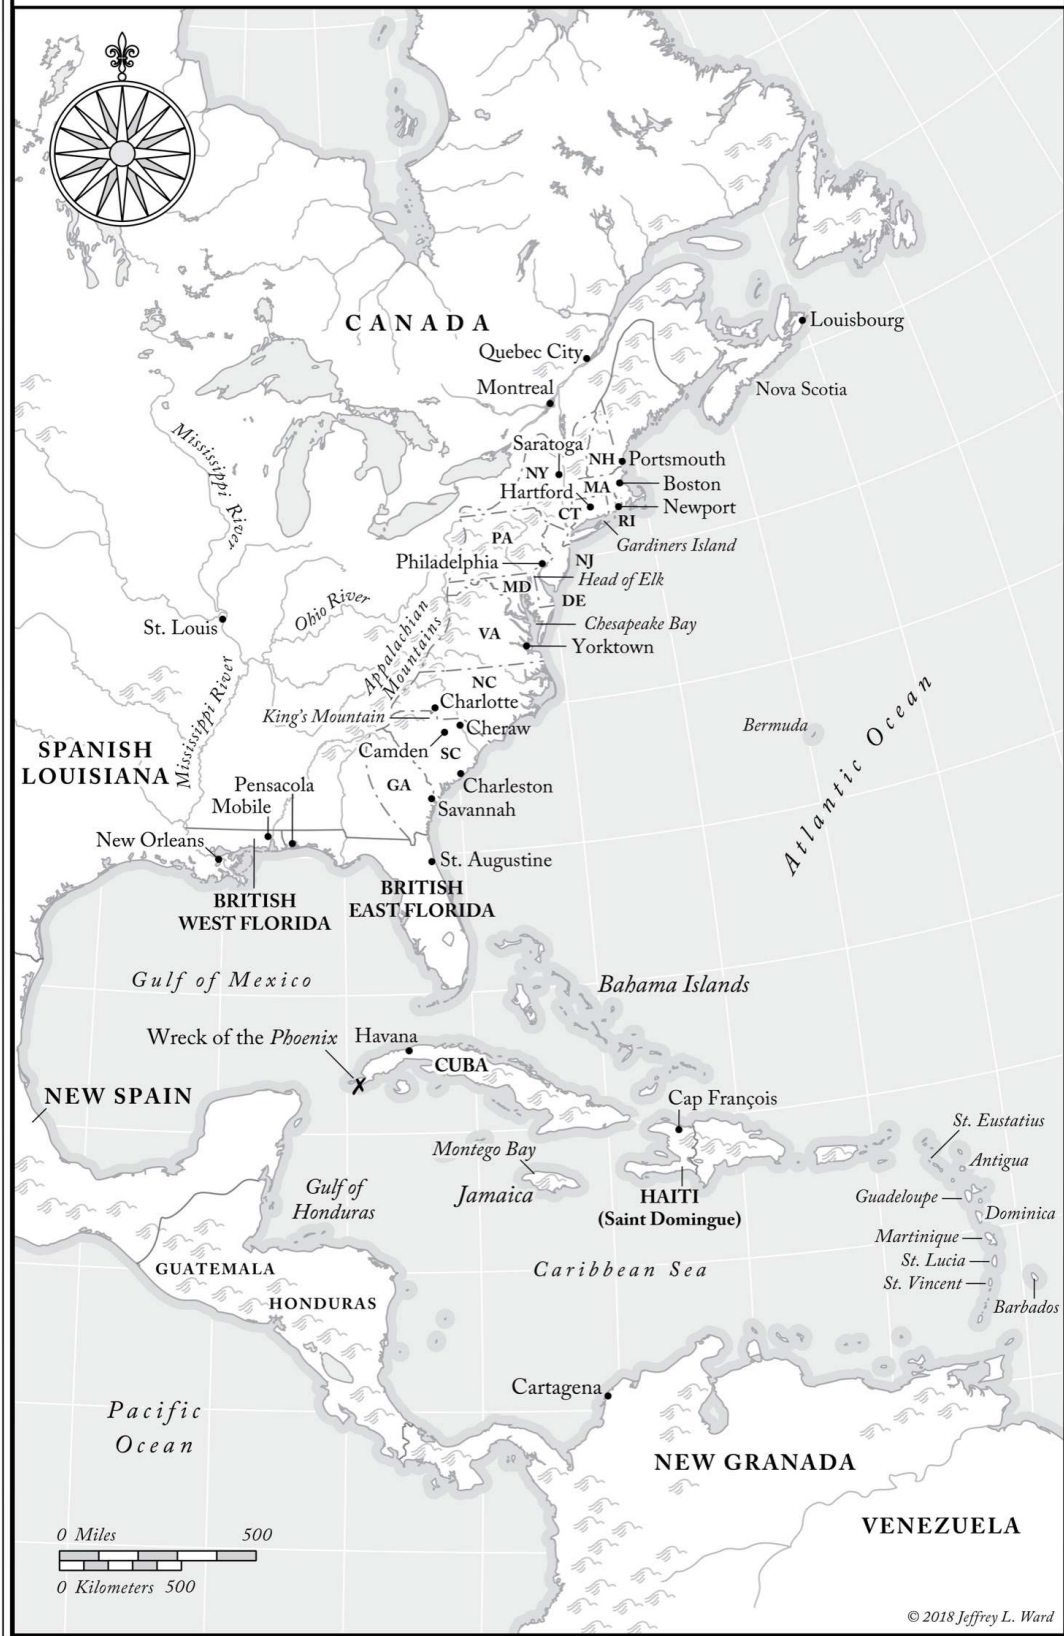 CANADA
Louisbourg
Quebec City
Montreal
Nova Scotia
Mississippi River
Saratoga
NH
Portsmouth
NY
MA
Boston
Hartford
Newport
CT
RI
PA
Gardiners Island
Philadelphia
NJ
Head of Elk
MD
DE
Ohio River
Chesapeake Bay
St. Louis
VA
Yorktown
Appalachian
Mountains
NC
Charlotte
King's Mountain
Cheraw
Bermuda
Atlantic Ocean
Mississippi River
SPANISH
LOUISIANA
Camden
SC
Pensacola
GA
Charleston
Mobile
Savannah
New Orleans
St. Augustine
BRITISH
WEST FLORIDA
BRITISH
EAST FLORIDA
Gulf of Mexico
Bahama Islands
Wreck of the Phoenix
Havana
CUBA
X
NEW SPAIN
Cap François
St. Eustatius
Montego Bay
Antigua
Jamaica
HAITI
(Saint Domingue)
Gulf of
Honduras
Guadeloupe
Dominica
Martinique
St. Lucia
St. Vincent
Barbados
Caribbean Sea
GUATEMALA
HONDURAS
Cartagena
Pacific
Ocean
NEW GRANADA
VENEZUELA
0 Miles 500
0 Kilometers 500
© 2018 Jeffrey L. Ward